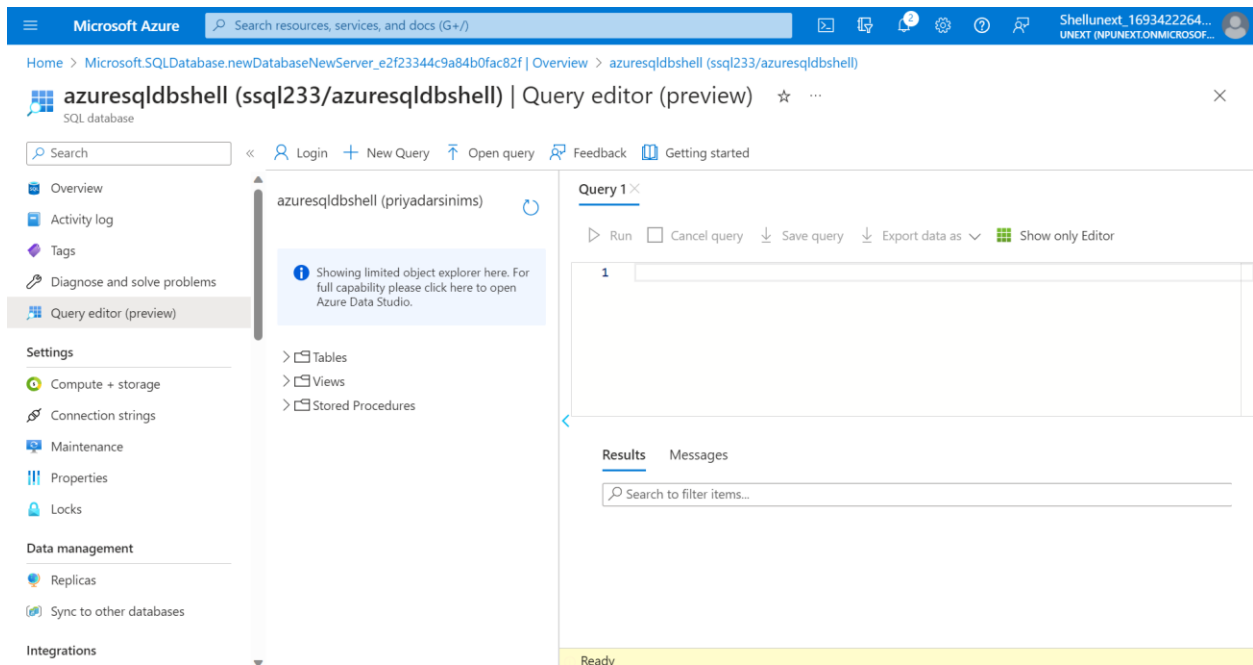 Microsoft Azure
Search resources, services, and docs (G+/)
2
Shellunext_1693422264...
UNEXT (NPUNEXT.ONMICROSOF...
Home > Microsoft.SQLDatabase.newDatabaseNewServer_e2f23344c9a84b0fac82f | Overview > azuresqldbshell (ssql233/azuresqldbshell)
azuresqldbshell (ssql233/azuresqldbshell) | Query editor (preview)
SQL database
Search
Login
New Query
Open query
Feedback
Getting started
Overview
Activity log
Tags
Diagnose and solve problems
Query editor (preview)
Settings
Compute + storage
Connection strings
Maintenance
Properties
Locks
Data management
Replicas
Sync to other databases
Integrations
azuresqldbshell (priyadarsinims)
Showing limited object explorer here. For
full capability please click here to open
Azure Data Studio.
Tables
Views
Stored Procedures
Query 1
Run
Cancel query
Save query
Export data as
Show only Editor
1
Results
Messages
Search to filter items...
Ready